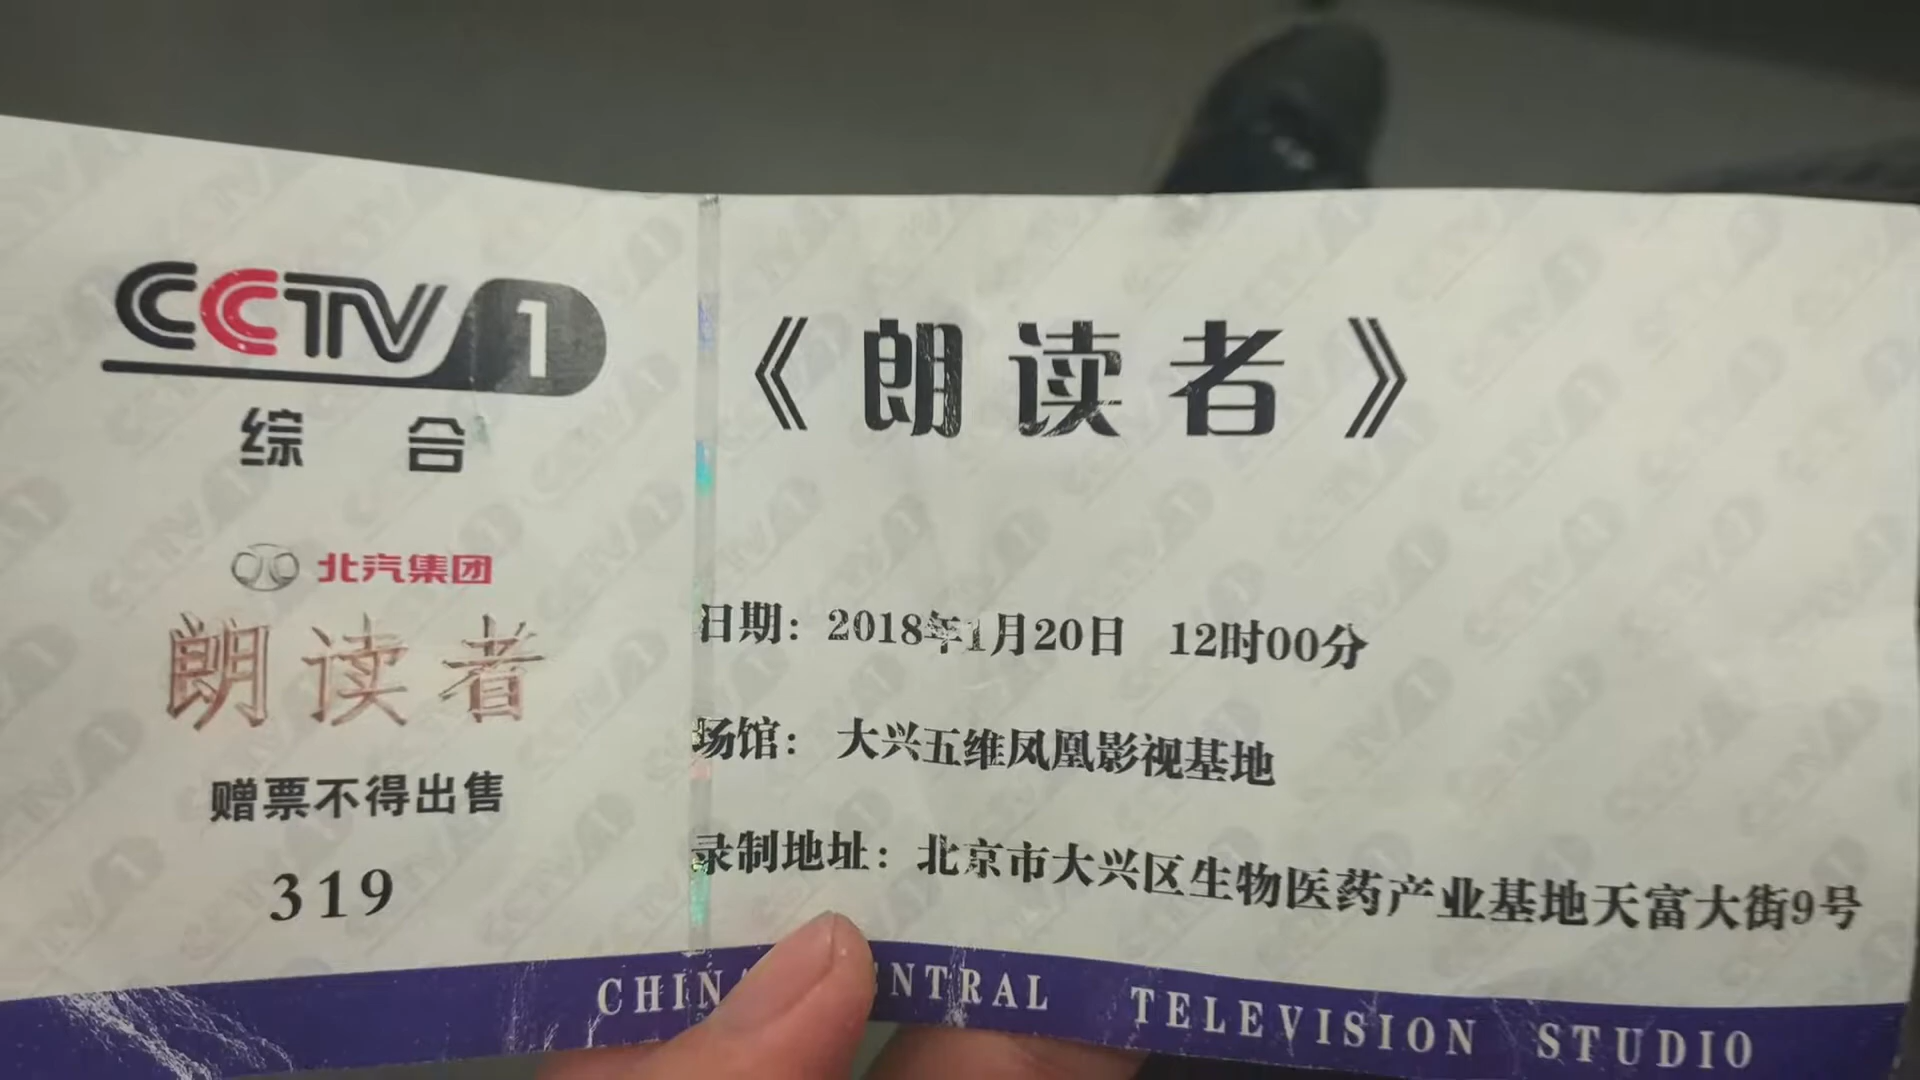 CCTV 1
综合
北汽集团
朗读者
赠票不得出售
319
《朗读者》
日期：2018年1月20日 12时00分
场馆： 大兴五维凤凰影视基地
录制地址：北京市大兴区生物医药产业基地天富大街9号
CHINA CENTRAL TELEVISION STUDIO